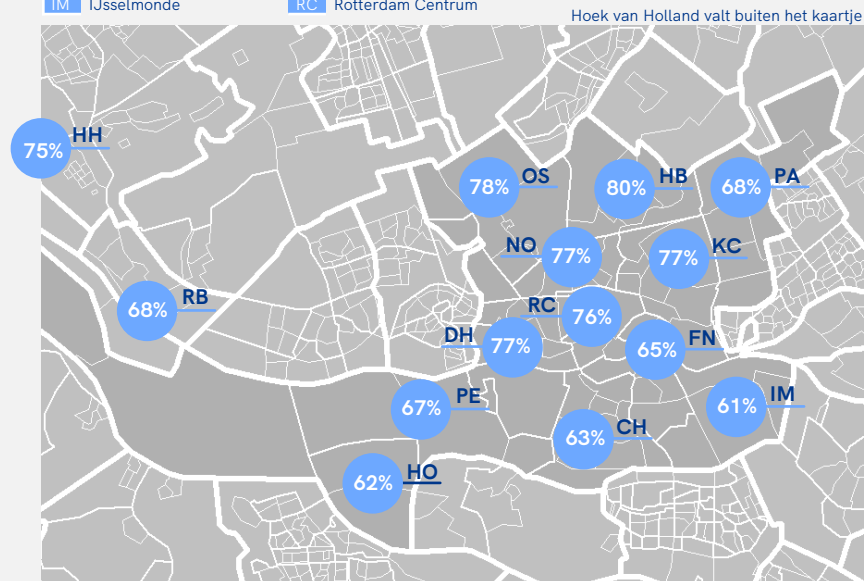 IM IJsselmonde
RC Rotterdam Centrum
Hoek van Holland valt buiten het kaartje
75% HH
78% OS
80% HB
68% PA
NO 77%
77% KC
68% RB
RC 76%
DH 77%
65% FN
67% PE
61% IM
63% CH
62% HO